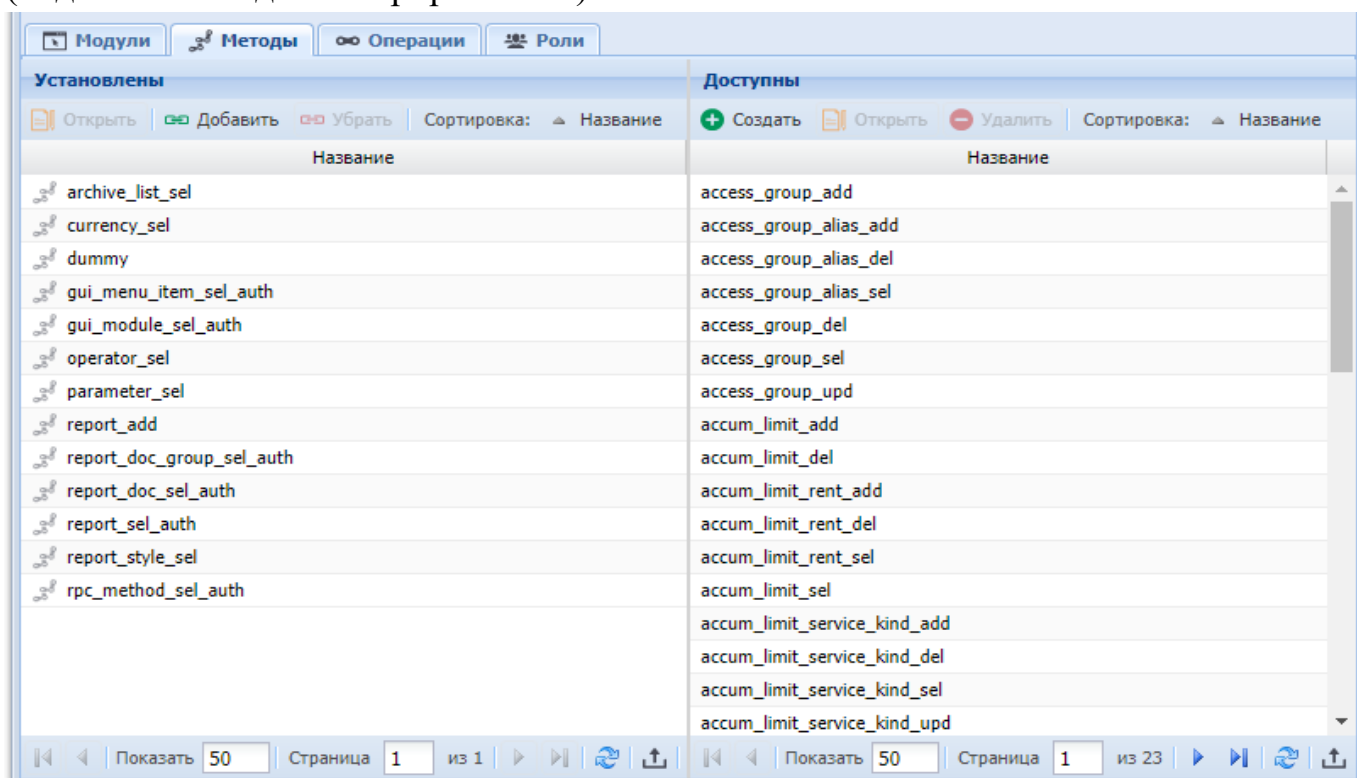 Модули Методы Операции Роли
Установлены
Открыть Добавить Убрать Сортировка: Название
Название
archive_list_sel
currency_sel
dummy
gui_menu_item_sel_auth
gui_module_sel_auth
operator_sel
parameter_sel
report_add
report_doc_group_sel_auth
report_doc_sel_auth
report_sel_auth
report_style_sel
rpc_method_sel_auth
Показать 50 Страница 1 из 1
Доступны
Создать Открыть Удалить Сортировка: Название
Название
access_group_add
access_group_alias_add
access_group_alias_del
access_group_alias_sel
access_group_del
access_group_sel
access_group_upd
accum_limit_add
accum_limit_del
accum_limit_rent_add
accum_limit_rent_del
accum_limit_rent_sel
accum_limit_sel
accum_limit_service_kind_add
accum_limit_service_kind_del
accum_limit_service_kind_sel
accum_limit_service_kind_upd
Показать 50 Страница 1 из 23